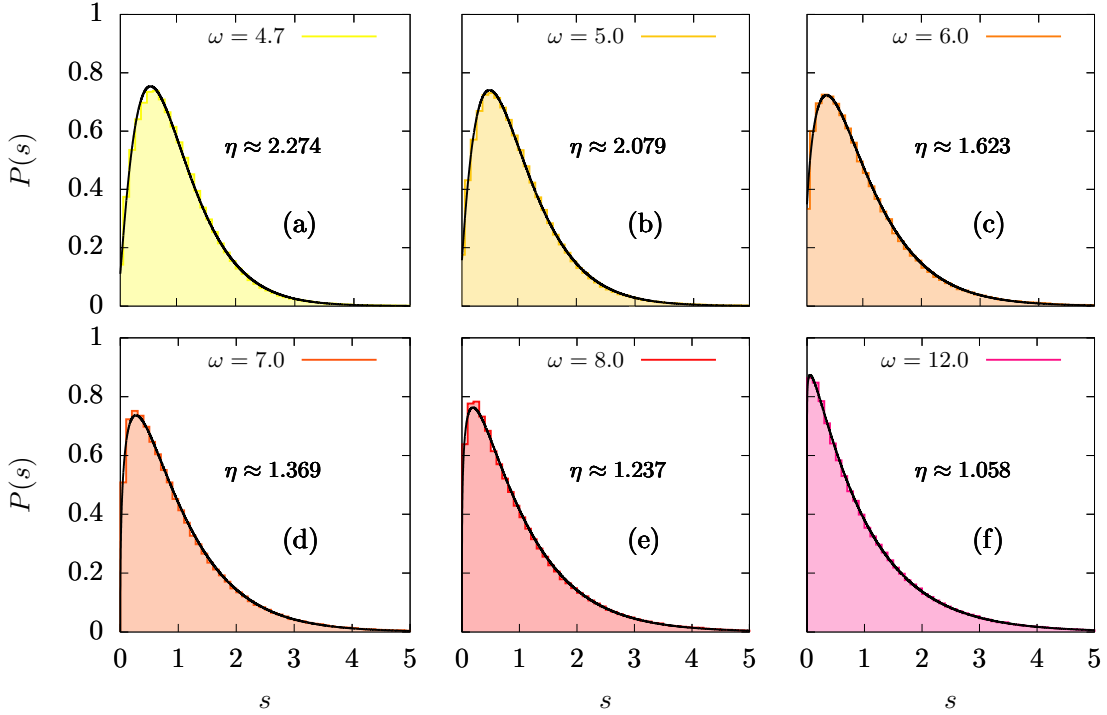 1
0.8
0.6
0.4
0.2
0
P(s)
ω = 4.7
η ≈ 2.274
(a)
ω = 5.0
η ≈ 2.079
(b)
ω = 6.0
η ≈ 1.623
(c)
1
0.8
0.6
0.4
0.2
0
P(s)
ω = 7.0
η ≈ 1.369
(d)
0 1 2 3 4 5
s
ω = 8.0
η ≈ 1.237
(e)
0 1 2 3 4 5
s
ω = 12.0
η ≈ 1.058
(f)
0 1 2 3 4 5
s